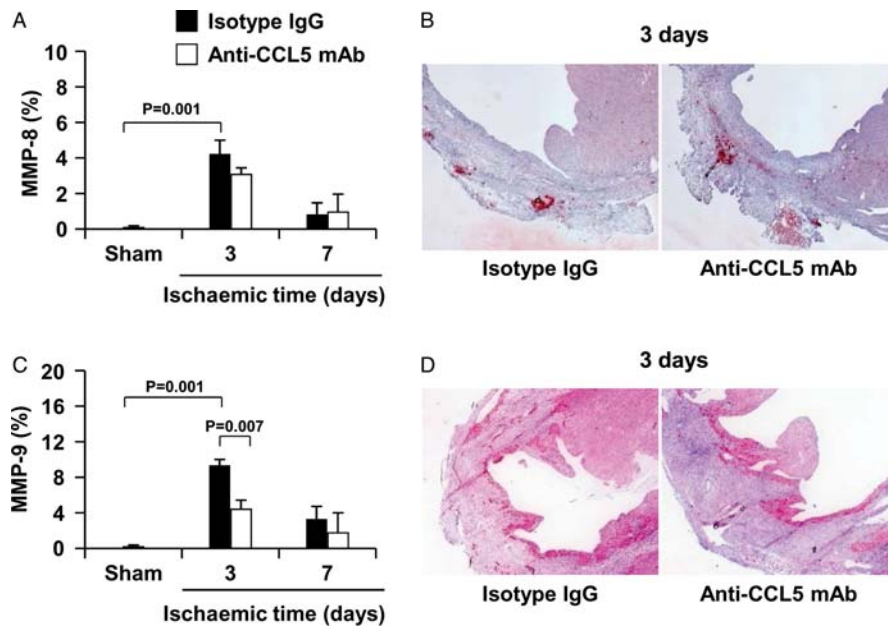 A
Isotype IgG
Anti-CCL5 mAb
MMP-8 (%)
10
8
6
4
2
0
P=0.001
Sham
3
7
Ischaemic time (days)
B
3 days
Isotype IgG
Anti-CCL5 mAb
C
MMP-9 (%)
20
16
12
8
4
0
P=0.001
P=0.007
Sham
3
7
Ischaemic time (days)
D
3 days
Isotype IgG
Anti-CCL5 mAb